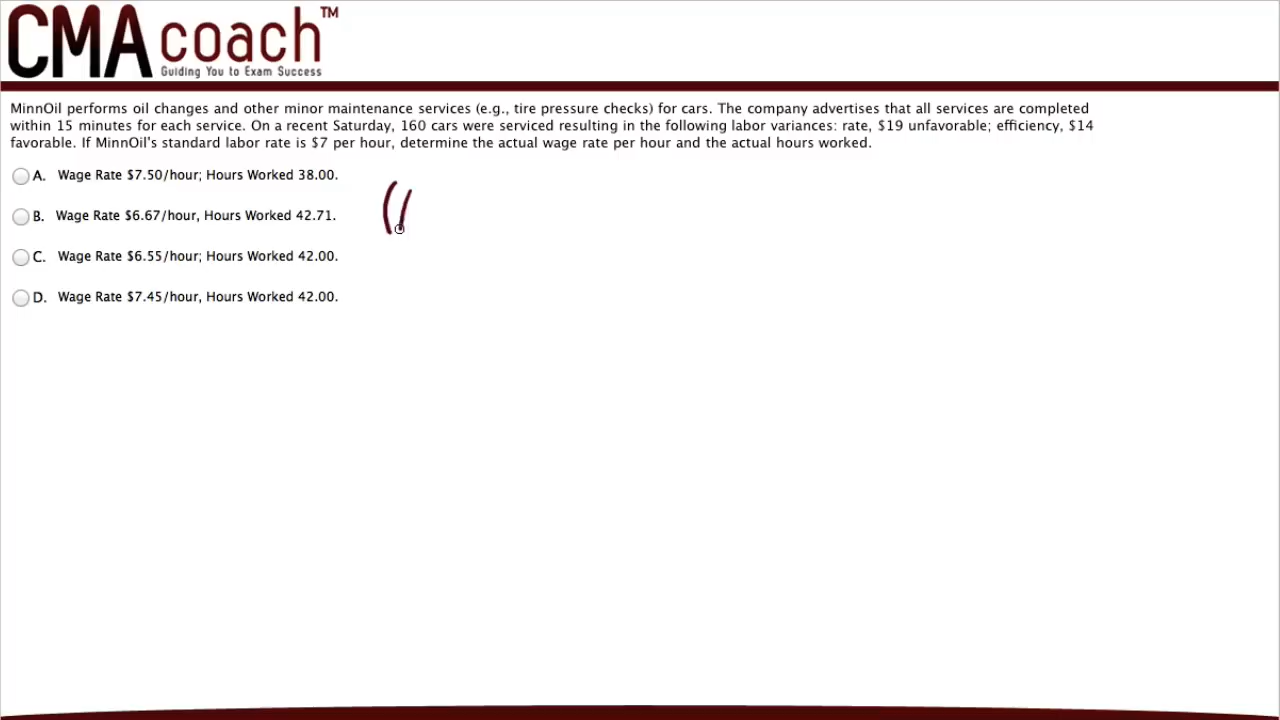 CMAcoach™
Guiding You to Exam Success
MinnOil performs oil changes and other minor maintenance services (e.g., tire pressure checks) for cars. The company advertises that all services are completed
within 15 minutes for each service. On a recent Saturday, 160 cars were serviced resulting in the following labor variances: rate, $19 unfavorable; efficiency, $14
favorable. If MinnOil's standard labor rate is $7 per hour, determine the actual wage rate per hour and the actual hours worked.
A. Wage Rate $7.50/hour; Hours Worked 38.00.
B. Wage Rate $6.67/hour, Hours Worked 42.71.
C. Wage Rate $6.55/hour; Hours Worked 42.00.
D. Wage Rate $7.45/hour, Hours Worked 42.00.